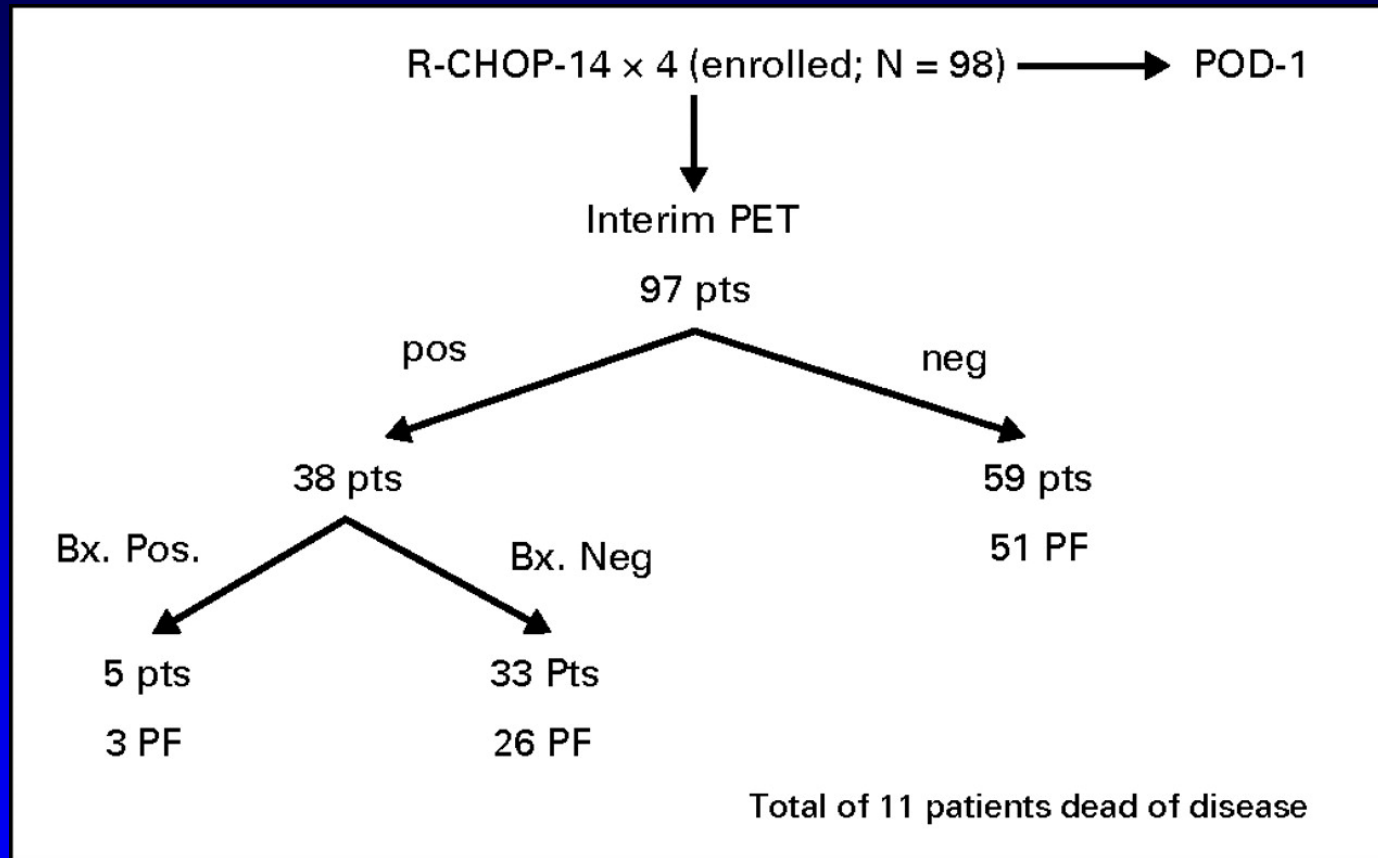 R-CHOP-14 × 4 (enrolled; N = 98) POD-1
Interim PET
97 pts
pos
neg
38 pts
59 pts
51 PF
Bx. Pos.
Bx. Neg
5 pts
3 PF
33 Pts
26 PF
Total of 11 patients dead of disease